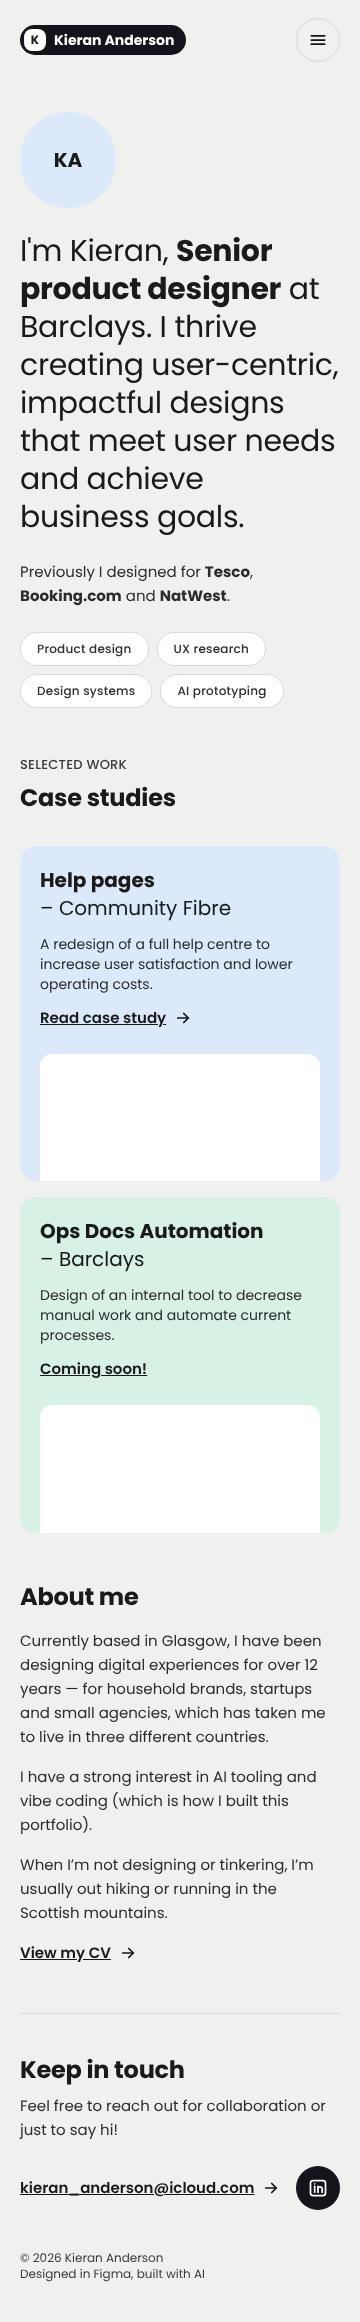 K Kieran Anderson
KA
I'm Kieran, Senior
product designer at
Barclays. I thrive
creating user-centric,
impactful designs
that meet user needs
and achieve
business goals.
Previously I designed for Tesco,
Booking.com and NatWest.
Product design UX research
Design systems AI prototyping
SELECTED WORK
Case studies
Help pages
– Community Fibre
A redesign of a full help centre to
increase user satisfaction and lower
operating costs.
Read case study →
Ops Docs Automation
– Barclays
Design of an internal tool to decrease
manual work and automate current
processes.
Coming soon!
About me
Currently based in Glasgow, I have been
designing digital experiences for over 12
years — for household brands, startups
and small agencies, which has taken me
to live in three different countries.
I have a strong interest in AI tooling and
vibe coding (which is how I built this
portfolio).
When I’m not designing or tinkering, I’m
usually out hiking or running in the
Scottish mountains.
View my CV →
Keep in touch
Feel free to reach out for collaboration or
just to say hi!
kieran_anderson@icloud.com → in
© 2026 Kieran Anderson
Designed in Figma, built with AI